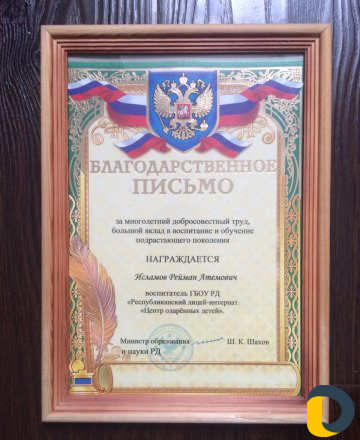 БЛАГОДАРСТВЕННОЕ
ПИСЬМО
за многолетний добросовестный труд,
большой вклад в воспитание и обучение
подрастающего поколения
НАГРАЖДАЕТСЯ
Исламов Рейман Атемович
воспитатель ГБОУ РД
«Республиканский лицей-интернат
«Центр одарённых детей».
Министр образования Ш. К. Шахов
и науки РД